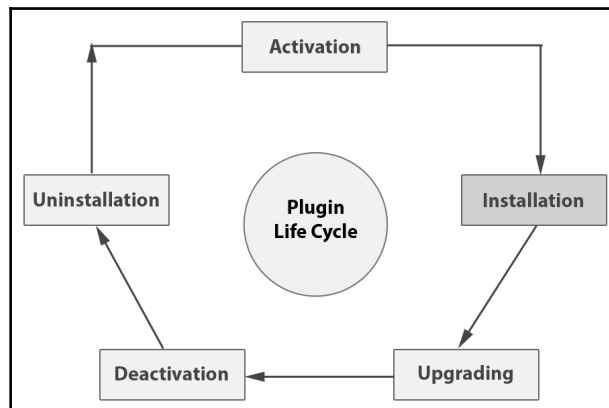 Activation
Uninstallation
Plugin
Life Cycle
Installation
Deactivation
Upgrading